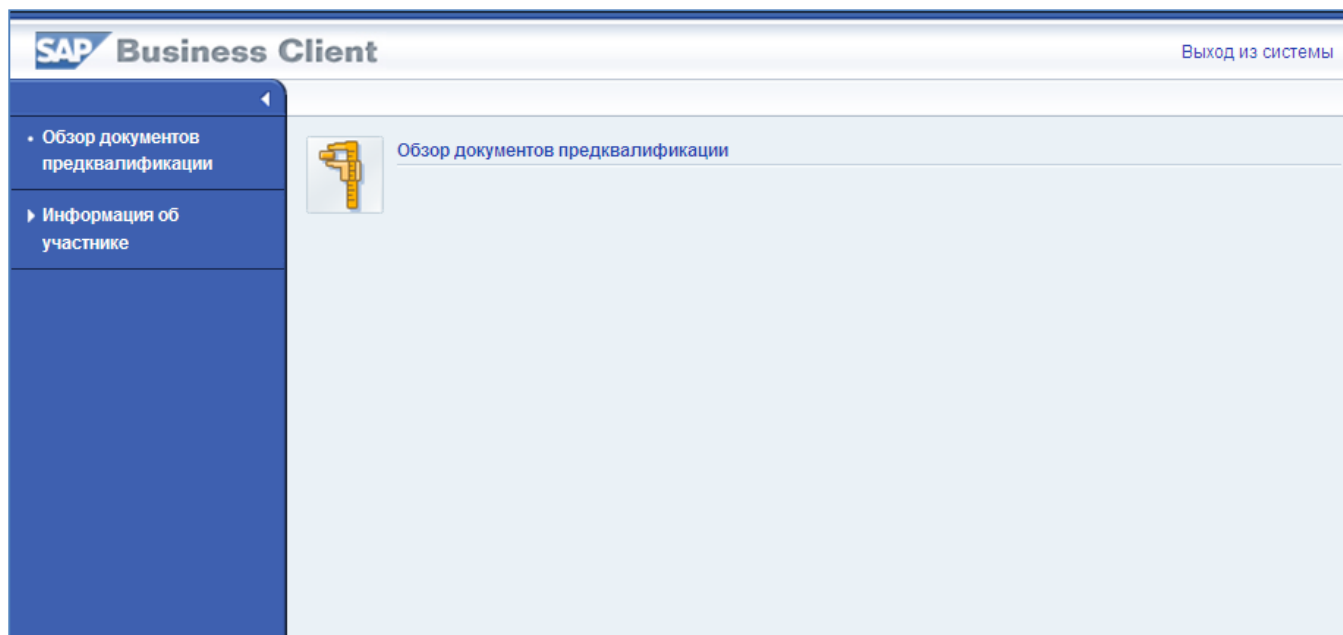 SAP Business Client
Выход из системы
• Обзор документов
предквалификации
Информация об
участнике
Обзор документов предквалификации